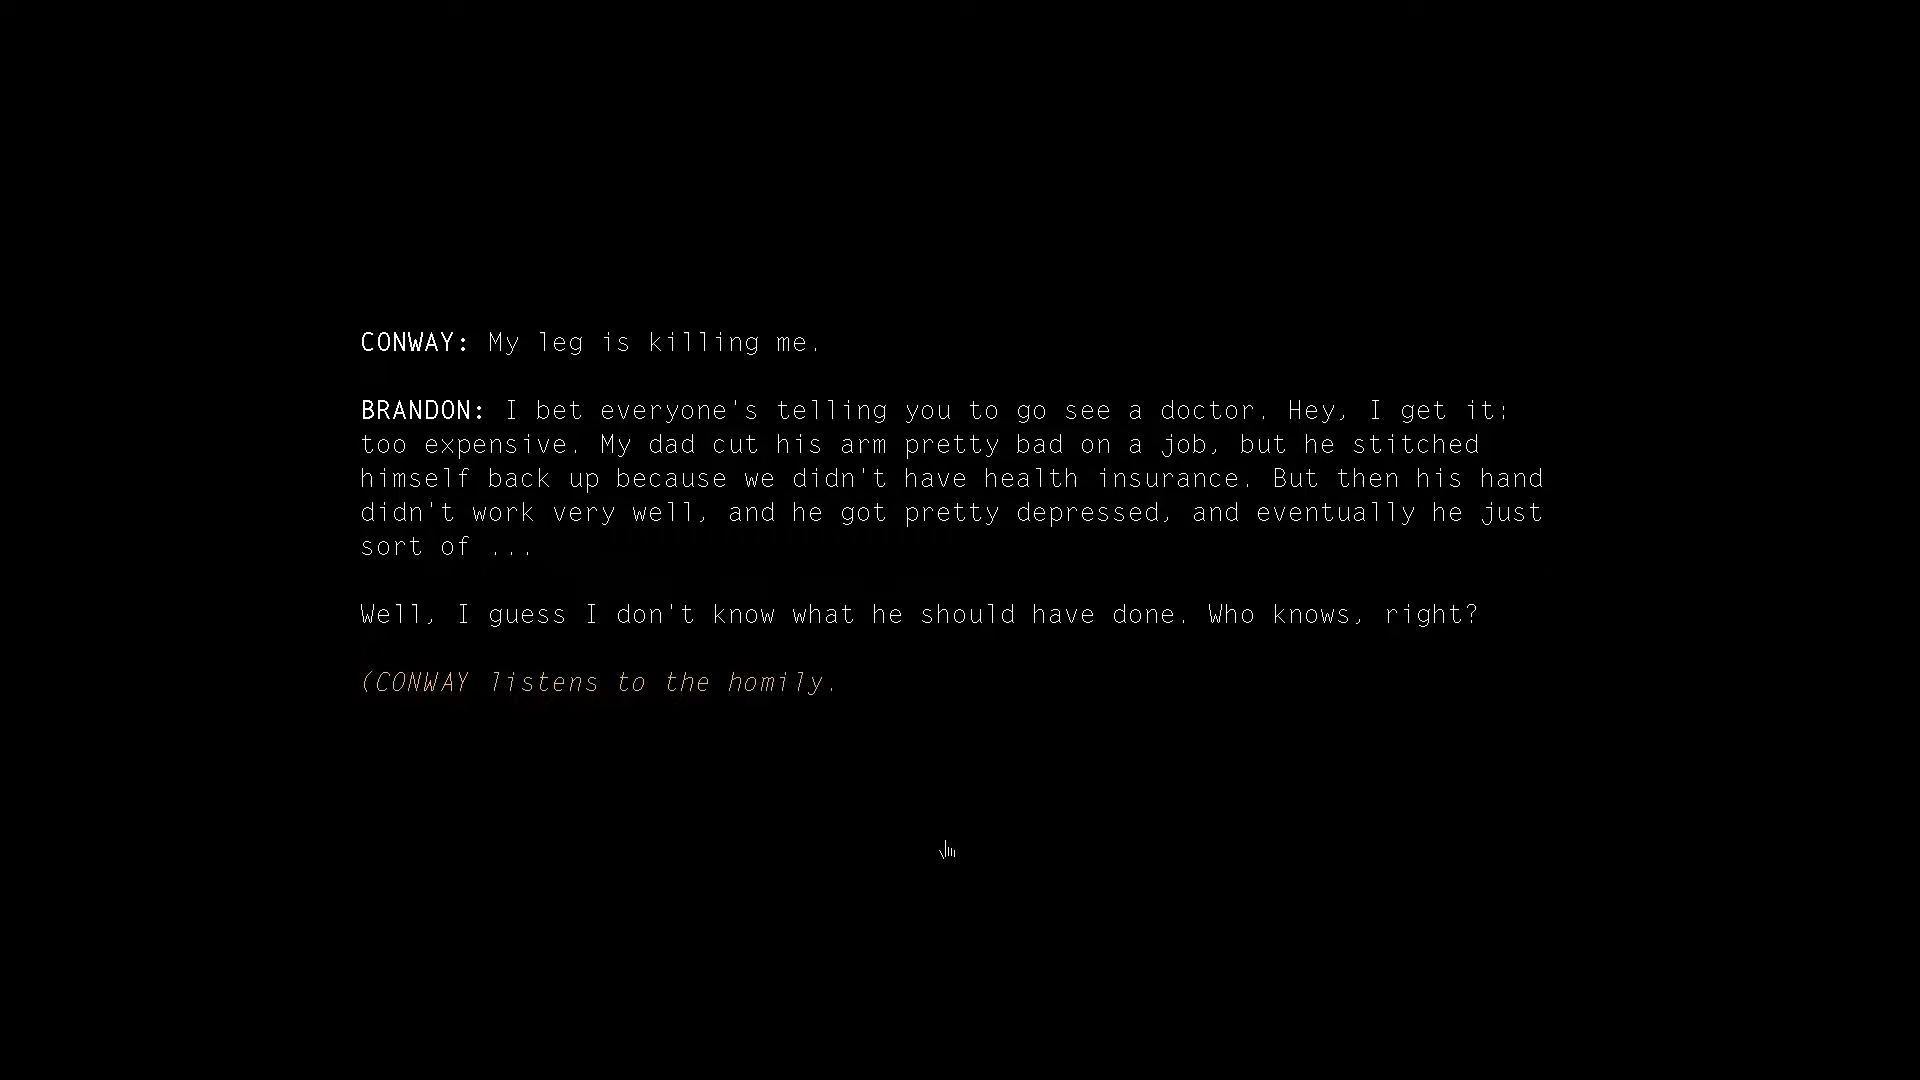 CONWAY: My leg is killing me.
BRANDON: I bet everyone's telling you to go see a doctor. Hey, I get it:
too expensive. My dad cut his arm pretty bad on a job, but he stitched
himself back up because we didn't have health insurance. But then his hand
didn't work very well, and he got pretty depressed, and eventually he just
sort of ...
Well, I guess I don't know what he should have done. Who knows, right?
(CONWAY listens to the homily.